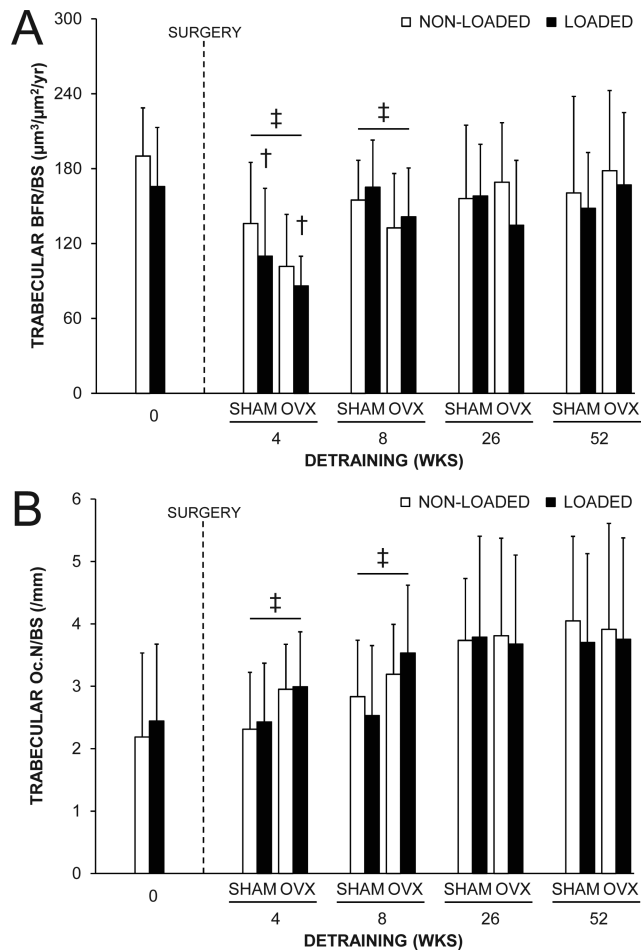 A
300
240
180
120
60
0
TRABECULAR BFR/BS (µm³/µm²/yr)
SURGERY
NON-LOADED
LOADED
‡
‡
†
†
SHAM OVX SHAM OVX SHAM OVX SHAM OVX
0 4 8 26 52
DETRAINING (WKS)
B
6
5
4
3
2
1
0
TRABECULAR Oc.N/BS (/mm)
SURGERY
NON-LOADED
LOADED
‡
‡
SHAM OVX SHAM OVX SHAM OVX SHAM OVX
0 4 8 26 52
DETRAINING (WKS)